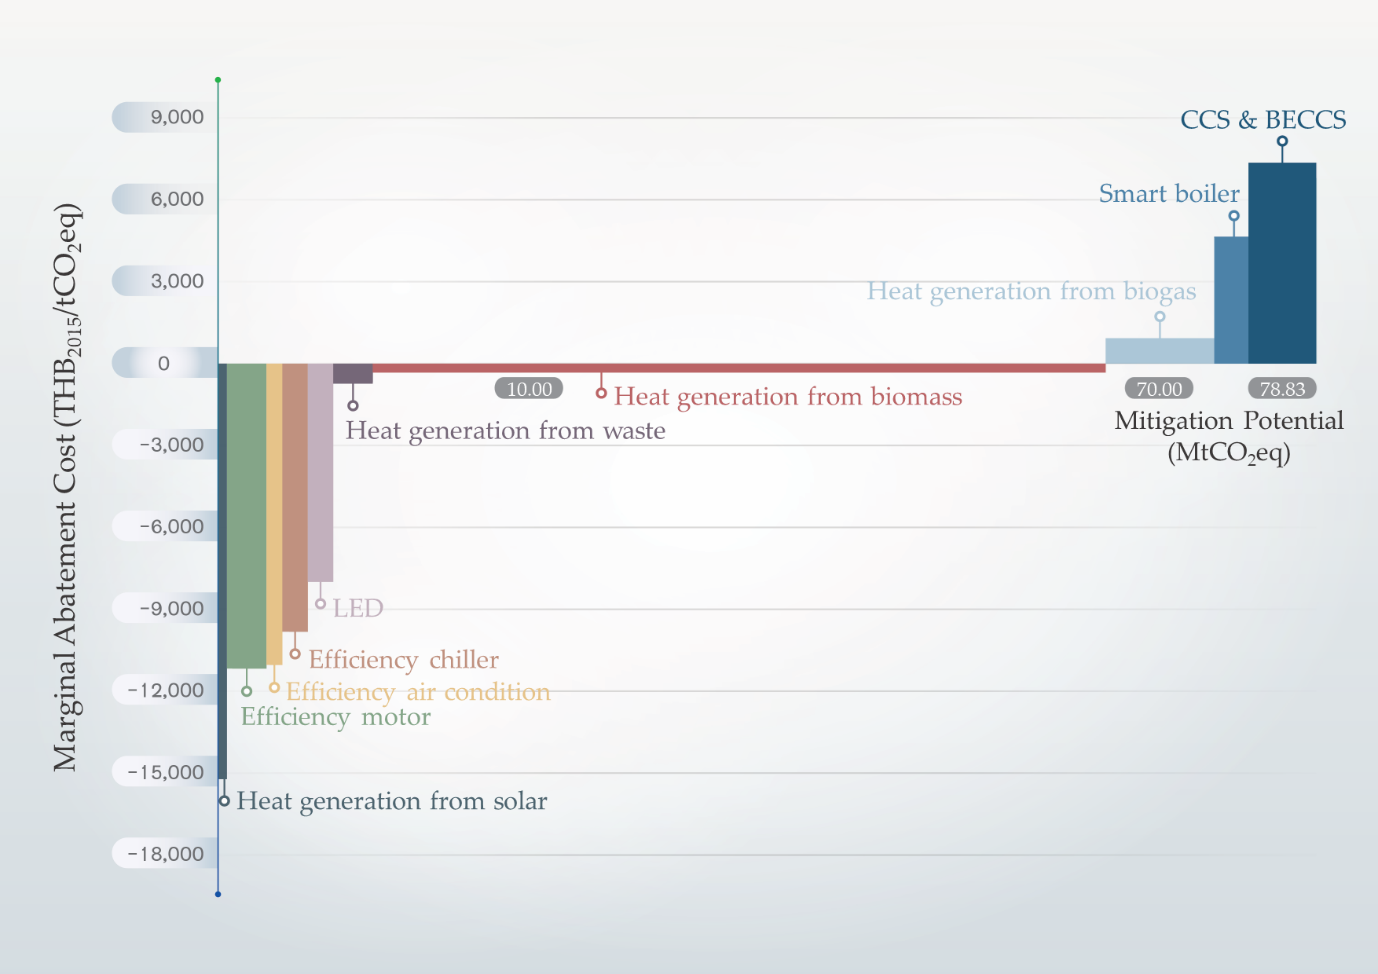 9,000
6,000
3,000
0
−3,000
−6,000
−9,000
−12,000
−15,000
−18,000
Marginal Abatement Cost (THB₂₀₁₅/tCO₂eq)
CCS & BECCS
Smart boiler
Heat generation from biogas
10.00
70.00
78.83
Heat generation from biomass
Mitigation Potential
(MtCO₂eq)
Heat generation from waste
LED
Efficiency chiller
Efficiency air condition
Efficiency motor
Heat generation from solar